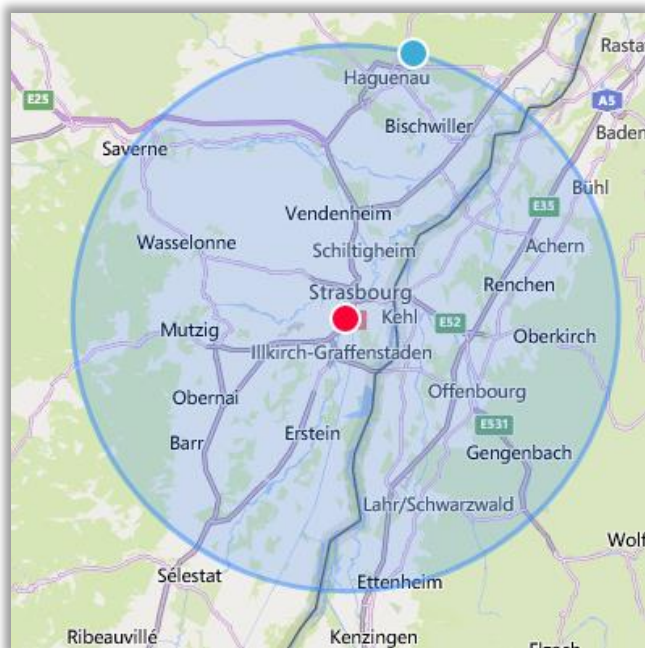 Rasta
Haguenau
E25
A5
Bischwiller
Baden
Saverne
Bühl
Vendenheim
E35
Wasselonne
Schiltigheim
Achern
Renchen
Strasbourg
Kehl
E52
Mutzig
Oberkirch
Illkirch-Graffenstaden
Obernai
Offenbourg
Barr
Erstein
E531
Gengenbach
Lahr/Schwarzwald
Wolf
Sélestat
Ettenheim
Ribeauvillé
Kenzingen
Elzach